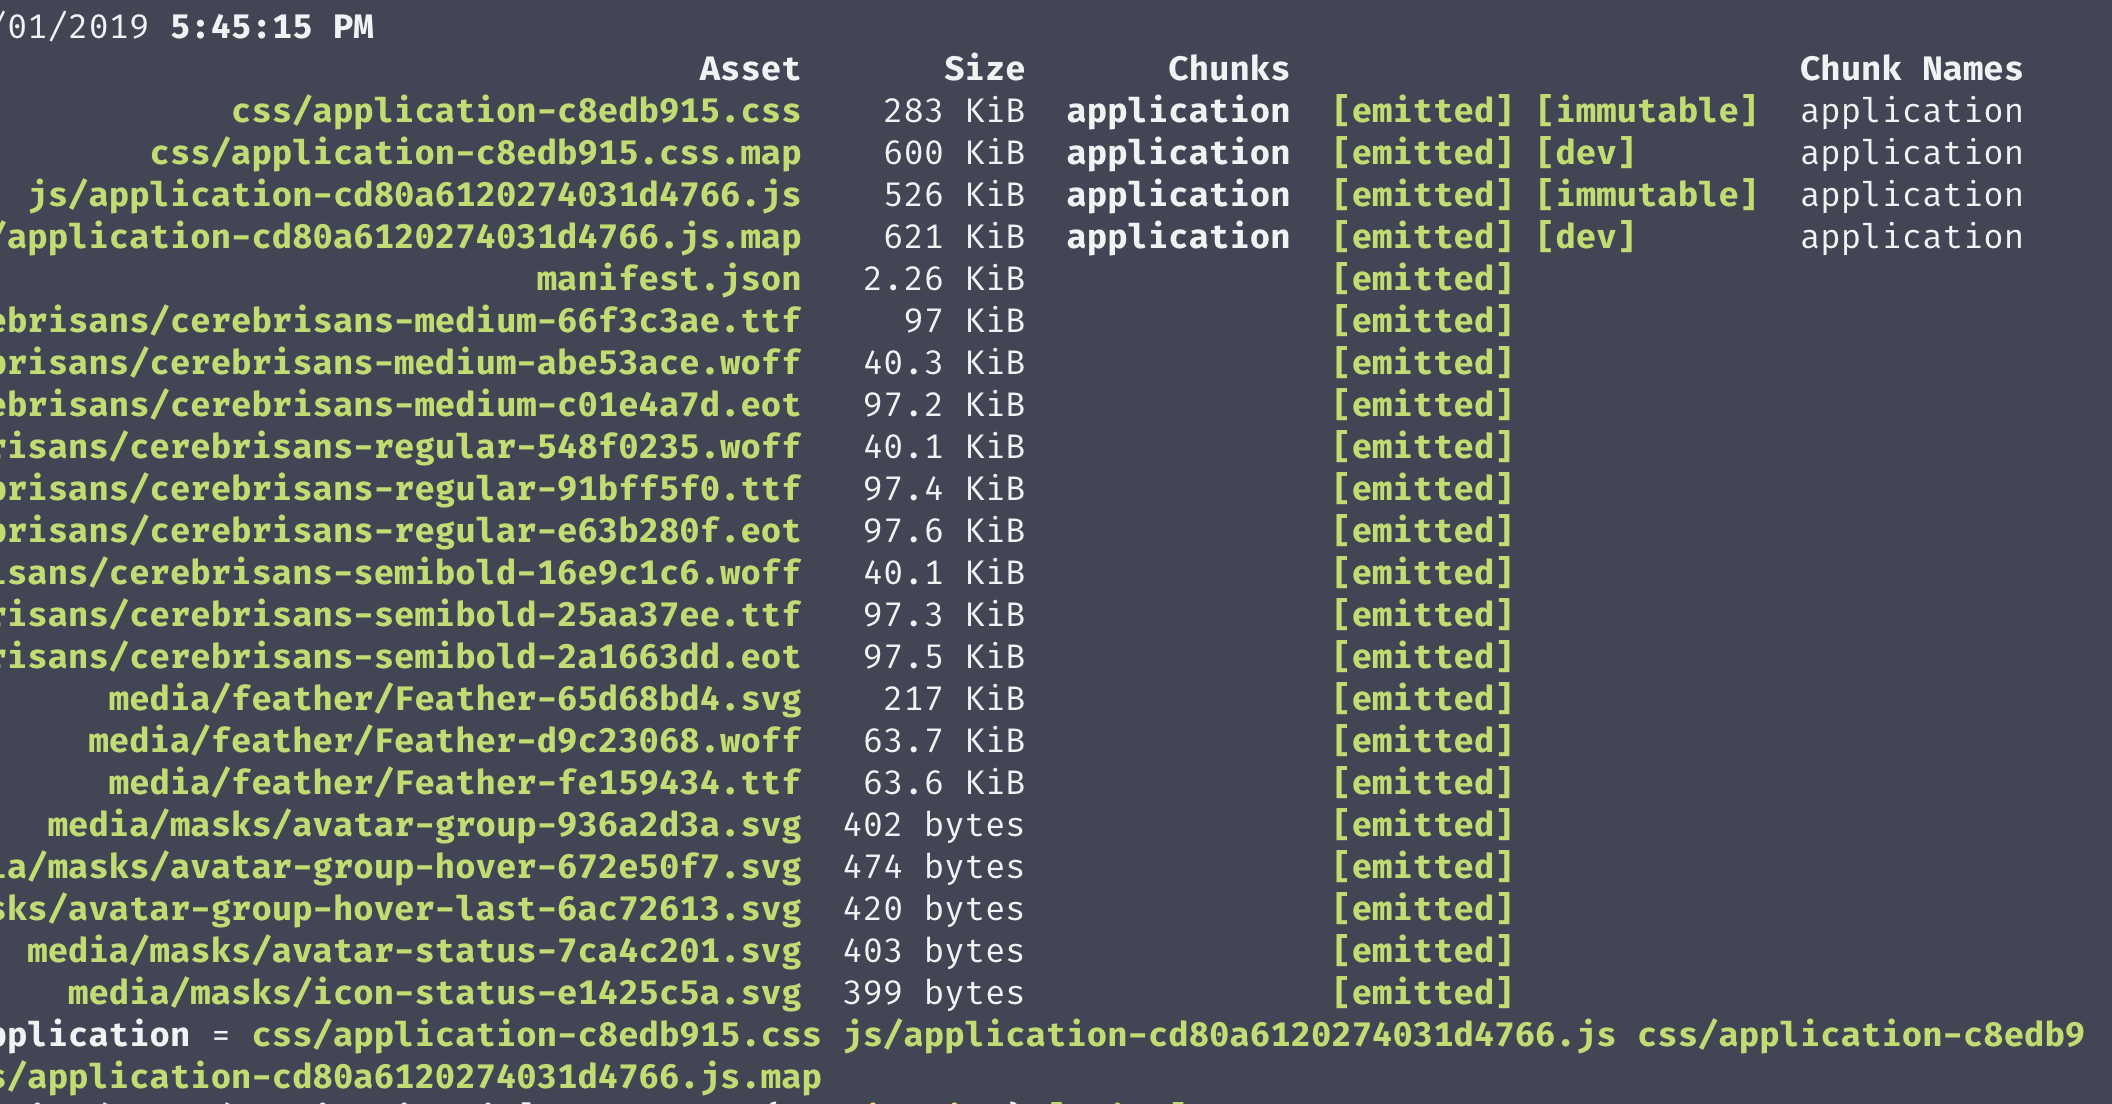 /01/2019 5:45:15 PM
Asset Size Chunks Chunk Names
css/application-c8edb915.css 283 KiB application [emitted] [immutable] application
css/application-c8edb915.css.map 600 KiB application [emitted] [dev] application
js/application-cd80a6120274031d4766.js 526 KiB application [emitted] [immutable] application
/application-cd80a6120274031d4766.js.map 621 KiB application [emitted] [dev] application
manifest.json 2.26 KiB [emitted]
ebrisans/cerebrisans-medium-66f3c3ae.ttf 97 KiB [emitted]
brisans/cerebrisans-medium-abe53ace.woff 40.3 KiB [emitted]
ebrisans/cerebrisans-medium-c01e4a7d.eot 97.2 KiB [emitted]
risans/cerebrisans-regular-548f0235.woff 40.1 KiB [emitted]
brisans/cerebrisans-regular-91bff5f0.ttf 97.4 KiB [emitted]
brisans/cerebrisans-regular-e63b280f.eot 97.6 KiB [emitted]
isans/cerebrisans-semibold-16e9c1c6.woff 40.1 KiB [emitted]
risans/cerebrisans-semibold-25aa37ee.ttf 97.3 KiB [emitted]
risans/cerebrisans-semibold-2a1663dd.eot 97.5 KiB [emitted]
media/feather/Feather-65d68bd4.svg 217 KiB [emitted]
media/feather/Feather-d9c23068.woff 63.7 KiB [emitted]
media/feather/Feather-fe159434.ttf 63.6 KiB [emitted]
media/masks/avatar-group-936a2d3a.svg 402 bytes [emitted]
ia/masks/avatar-group-hover-672e50f7.svg 474 bytes [emitted]
sks/avatar-group-hover-last-6ac72613.svg 420 bytes [emitted]
media/masks/avatar-status-7ca4c201.svg 403 bytes [emitted]
media/masks/icon-status-e1425c5a.svg 399 bytes [emitted]
pplication = css/application-c8edb915.css js/application-cd80a6120274031d4766.js css/application-c8edb9
s/application-cd80a6120274031d4766.js.map